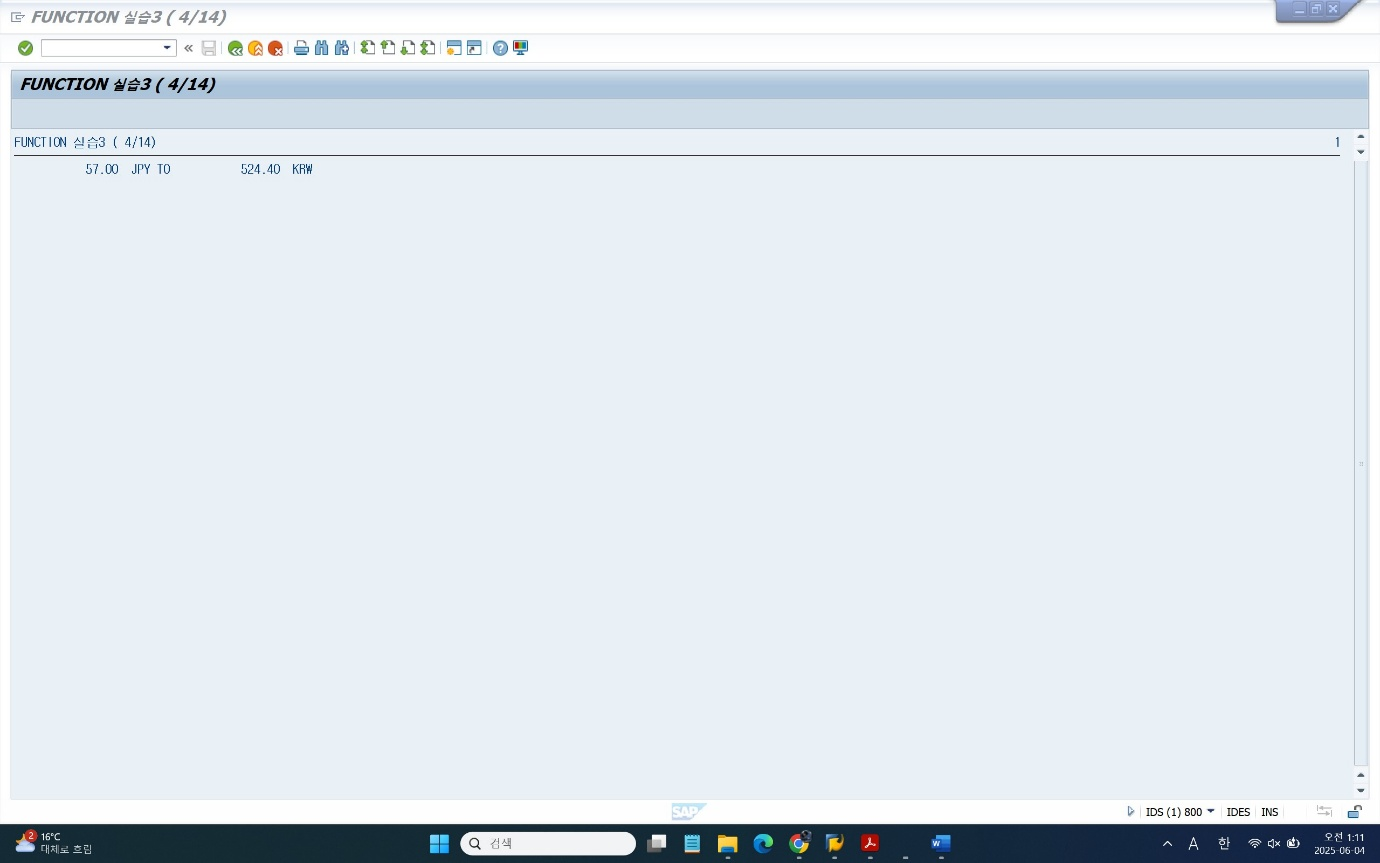 FUNCTION 실습3 ( 4/14)
FUNCTION 실습3 ( 4/14)
FUNCTION 실습3 ( 4/14) 1
57.00 JPY TO 524.40 KRW
SAP
IDS (1) 800 IDES INS
2 16°C
대체로 흐림
검색
A 한
오전 1:11
2025-06-04